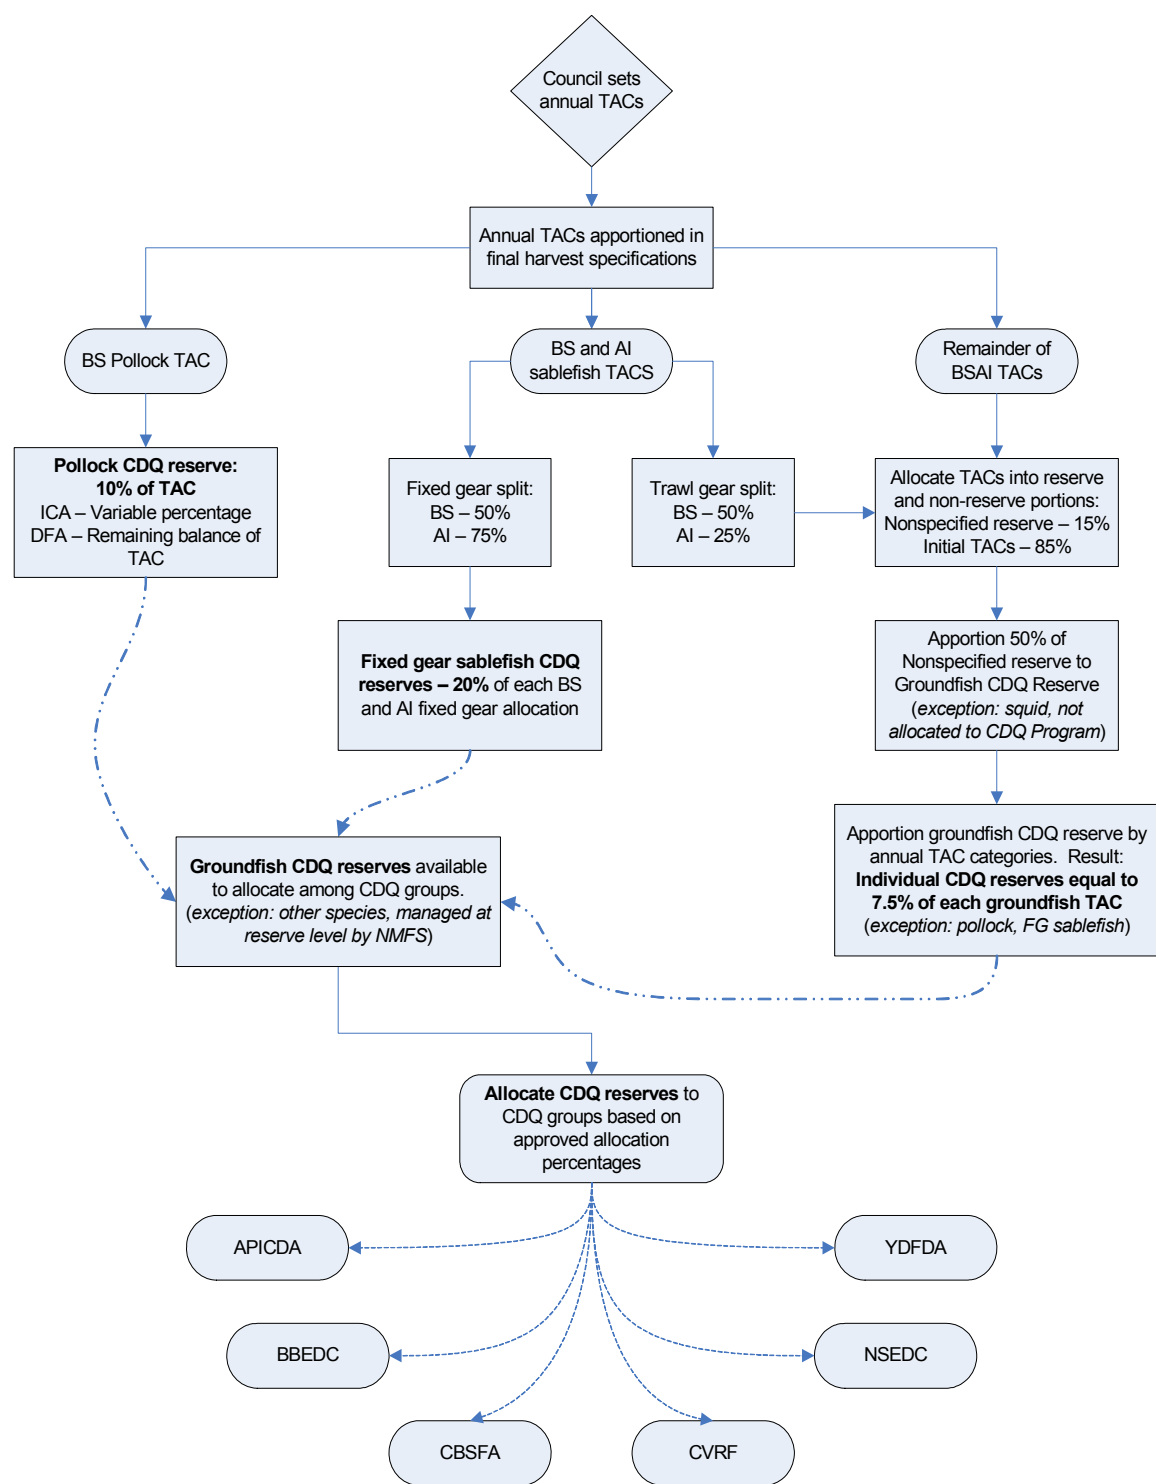 Council sets
annual TACs
Annual TACs apportioned in
final harvest specifications
BS Pollock TAC
BS and AI
sablefish TACS
Remainder of
BSAI TACs
Pollock CDQ reserve:
10% of TAC
ICA – Variable percentage
DFA – Remaining balance of
TAC
Fixed gear split:
BS – 50%
AI – 75%
Trawl gear split:
BS – 50%
AI – 25%
Allocate TACs into reserve
and non-reserve portions:
Nonspecified reserve – 15%
Initial TACs – 85%
Fixed gear sablefish CDQ
reserves – 20% of each BS
and AI fixed gear allocation
Apportion 50% of
Nonspecified reserve to
Groundfish CDQ Reserve
(exception: squid, not
allocated to CDQ Program)
Groundfish CDQ reserves available
to allocate among CDQ groups.
(exception: other species, managed at
reserve level by NMFS)
Apportion groundfish CDQ reserve by
annual TAC categories.  Result:
Individual CDQ reserves equal to
7.5% of each groundfish TAC
(exception: pollock, FG sablefish)
Allocate CDQ reserves to
CDQ groups based on
approved allocation
percentages
APICDA
YDFDA
BBEDC
NSEDC
CBSFA
CVRF